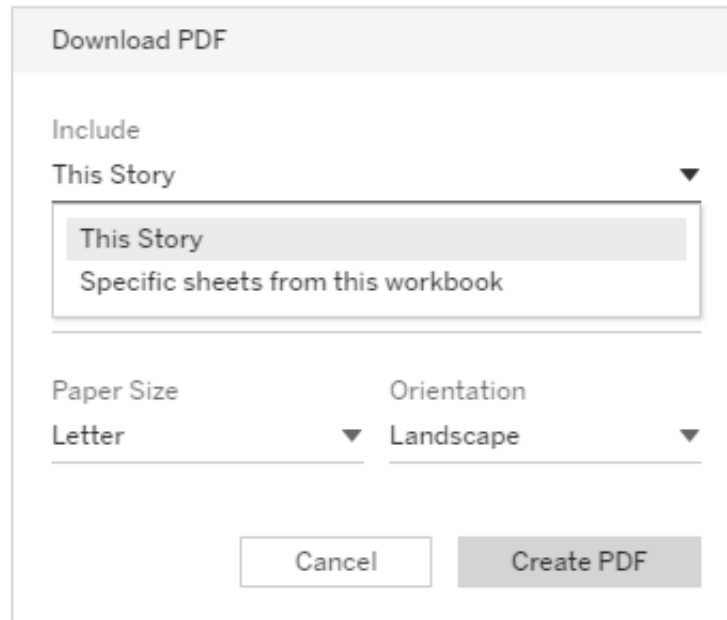 Download PDF
Include
This Story
This Story
Specific sheets from this workbook
Paper Size
Orientation
Letter
Landscape
Cancel
Create PDF